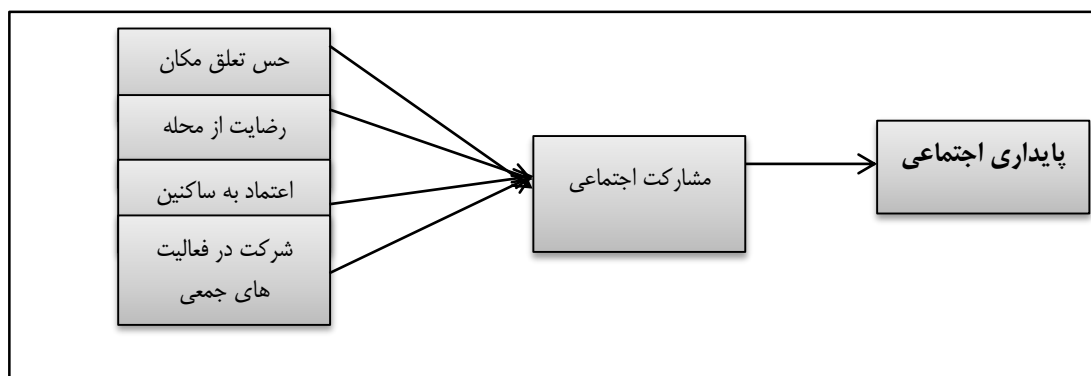 حس تعلق مکان
رضایت از محله
اعتماد به ساکنین
شرکت در فعالیت
های جمعی
مشارکت اجتماعی
پایداری اجتماعی